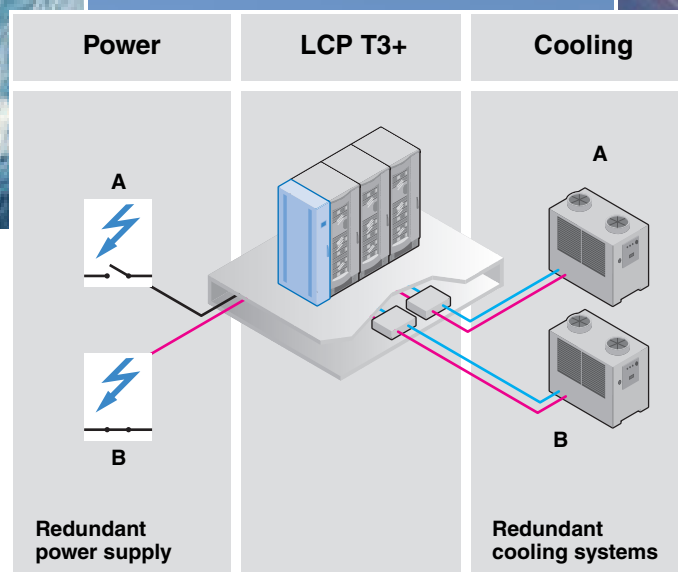 Power
LCP T3+
Cooling
A
B
A
B
Redundant
power supply
Redundant
cooling systems